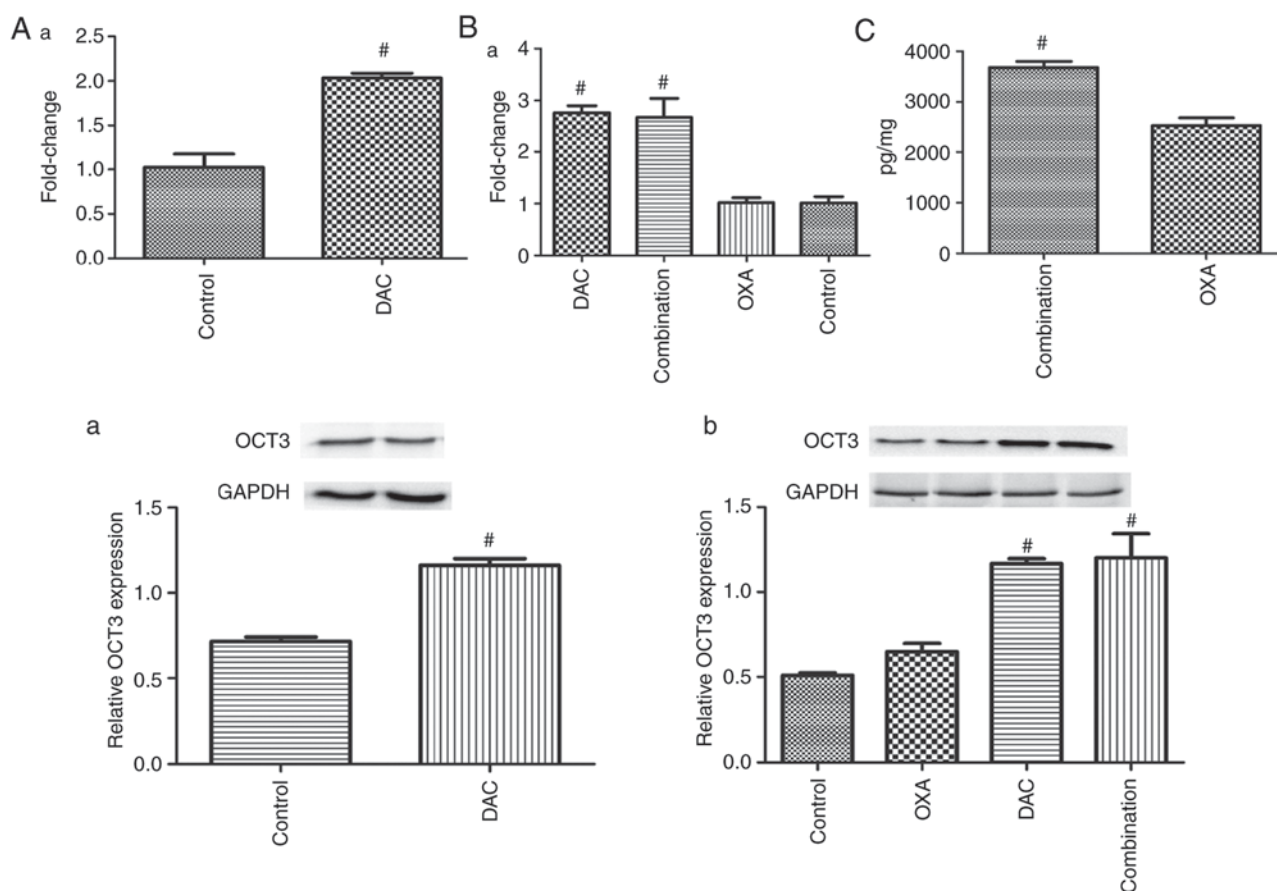 A
a
Fold-change
2.5
2.0
1.5
1.0
0.5
0.0
#
Control
DAC
B
a
Fold-change
4
3
2
1
0
#
#
DAC
Combination
OXA
Control
C
pg/mg
4000
3000
2000
1000
0
#
Combination
OXA
a
OCT3
GAPDH
Relative OCT3 expression
1.5
1.0
0.5
0.0
#
Control
DAC
b
OCT3
GAPDH
Relative OCT3 expression
1.5
1.0
0.5
0.0
#
#
Control
OXA
DAC
Combination